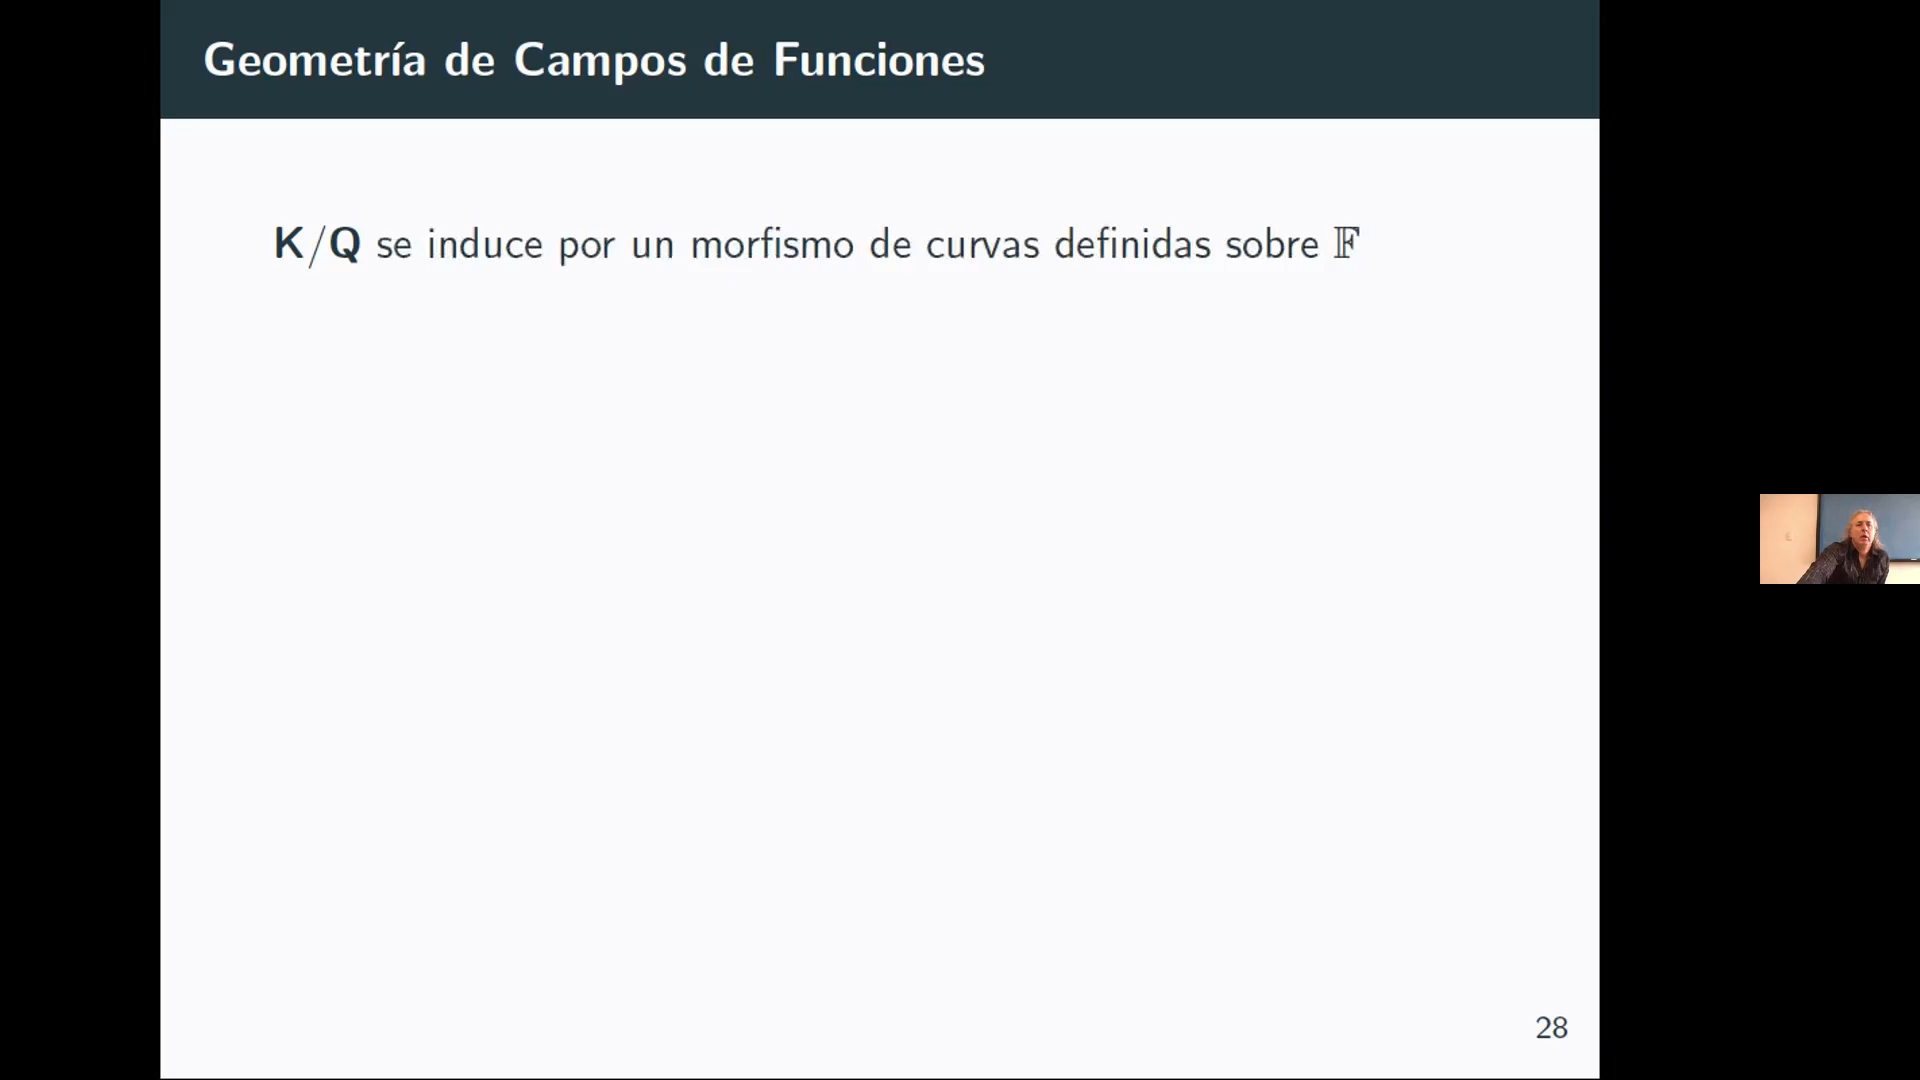 Geometría de Campos de Funciones
K/Q se induce por un morfismo de curvas definidas sobre 𝔽
28